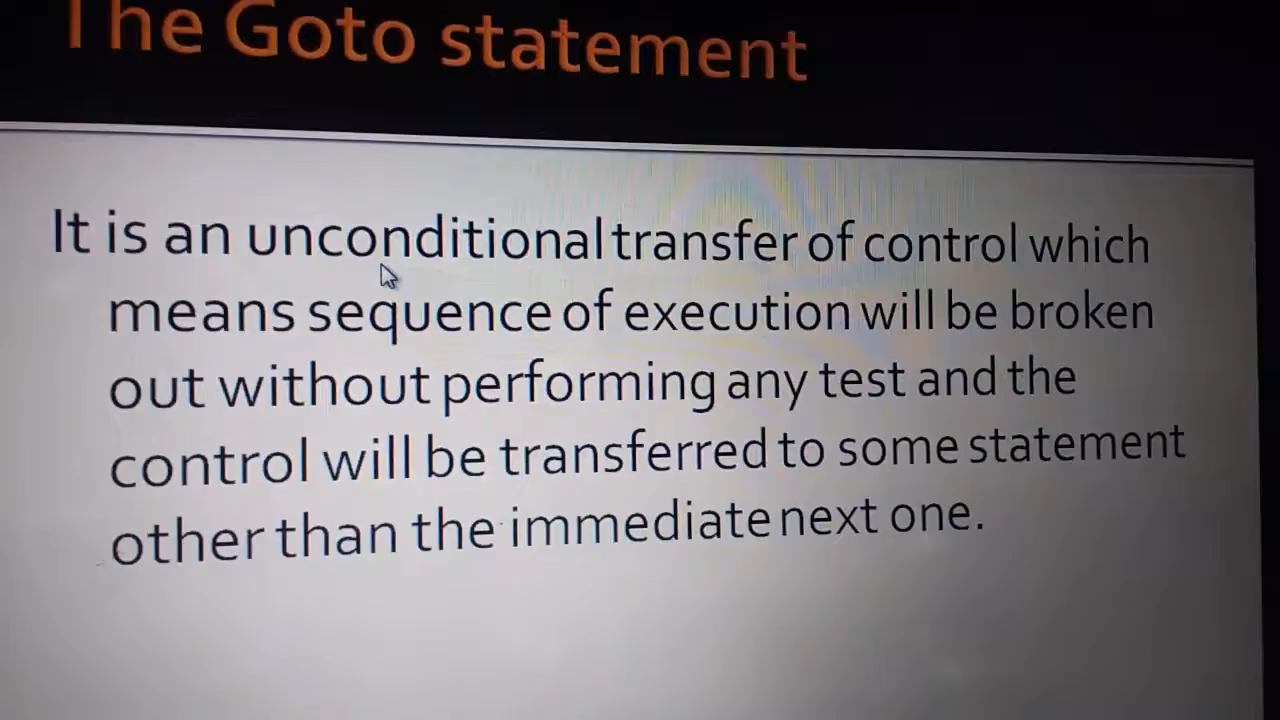 The Goto statement
It is an unconditional transfer of control which
means sequence of execution will be broken
out without performing any test and the
control will be transferred to some statement
other than the immediate next one.